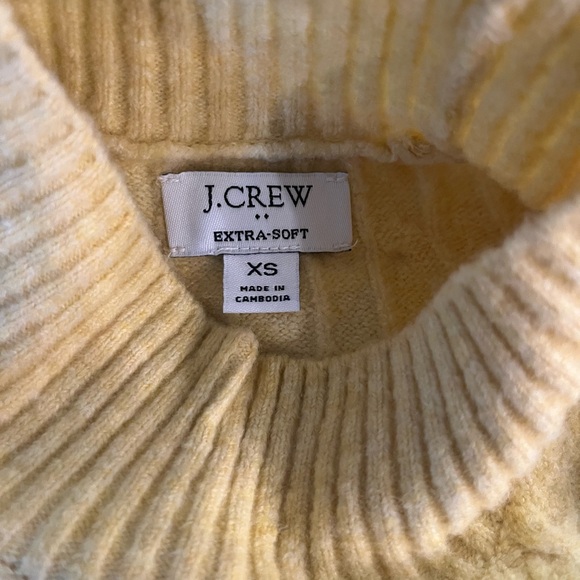 J.CREW
EXTRA-SOFT
XS
MADE IN
CAMBODIA